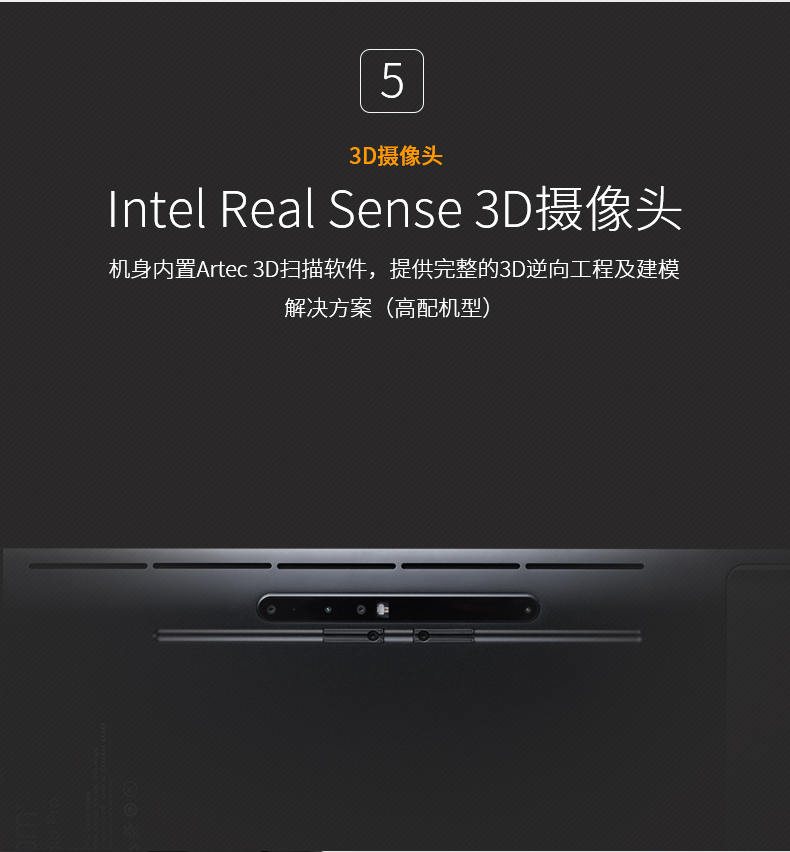 5
3D摄像头
Intel Real Sense 3D摄像头
机身内置Artec 3D扫描软件，提供完整的3D逆向工程及建模
解决方案（高配机型）